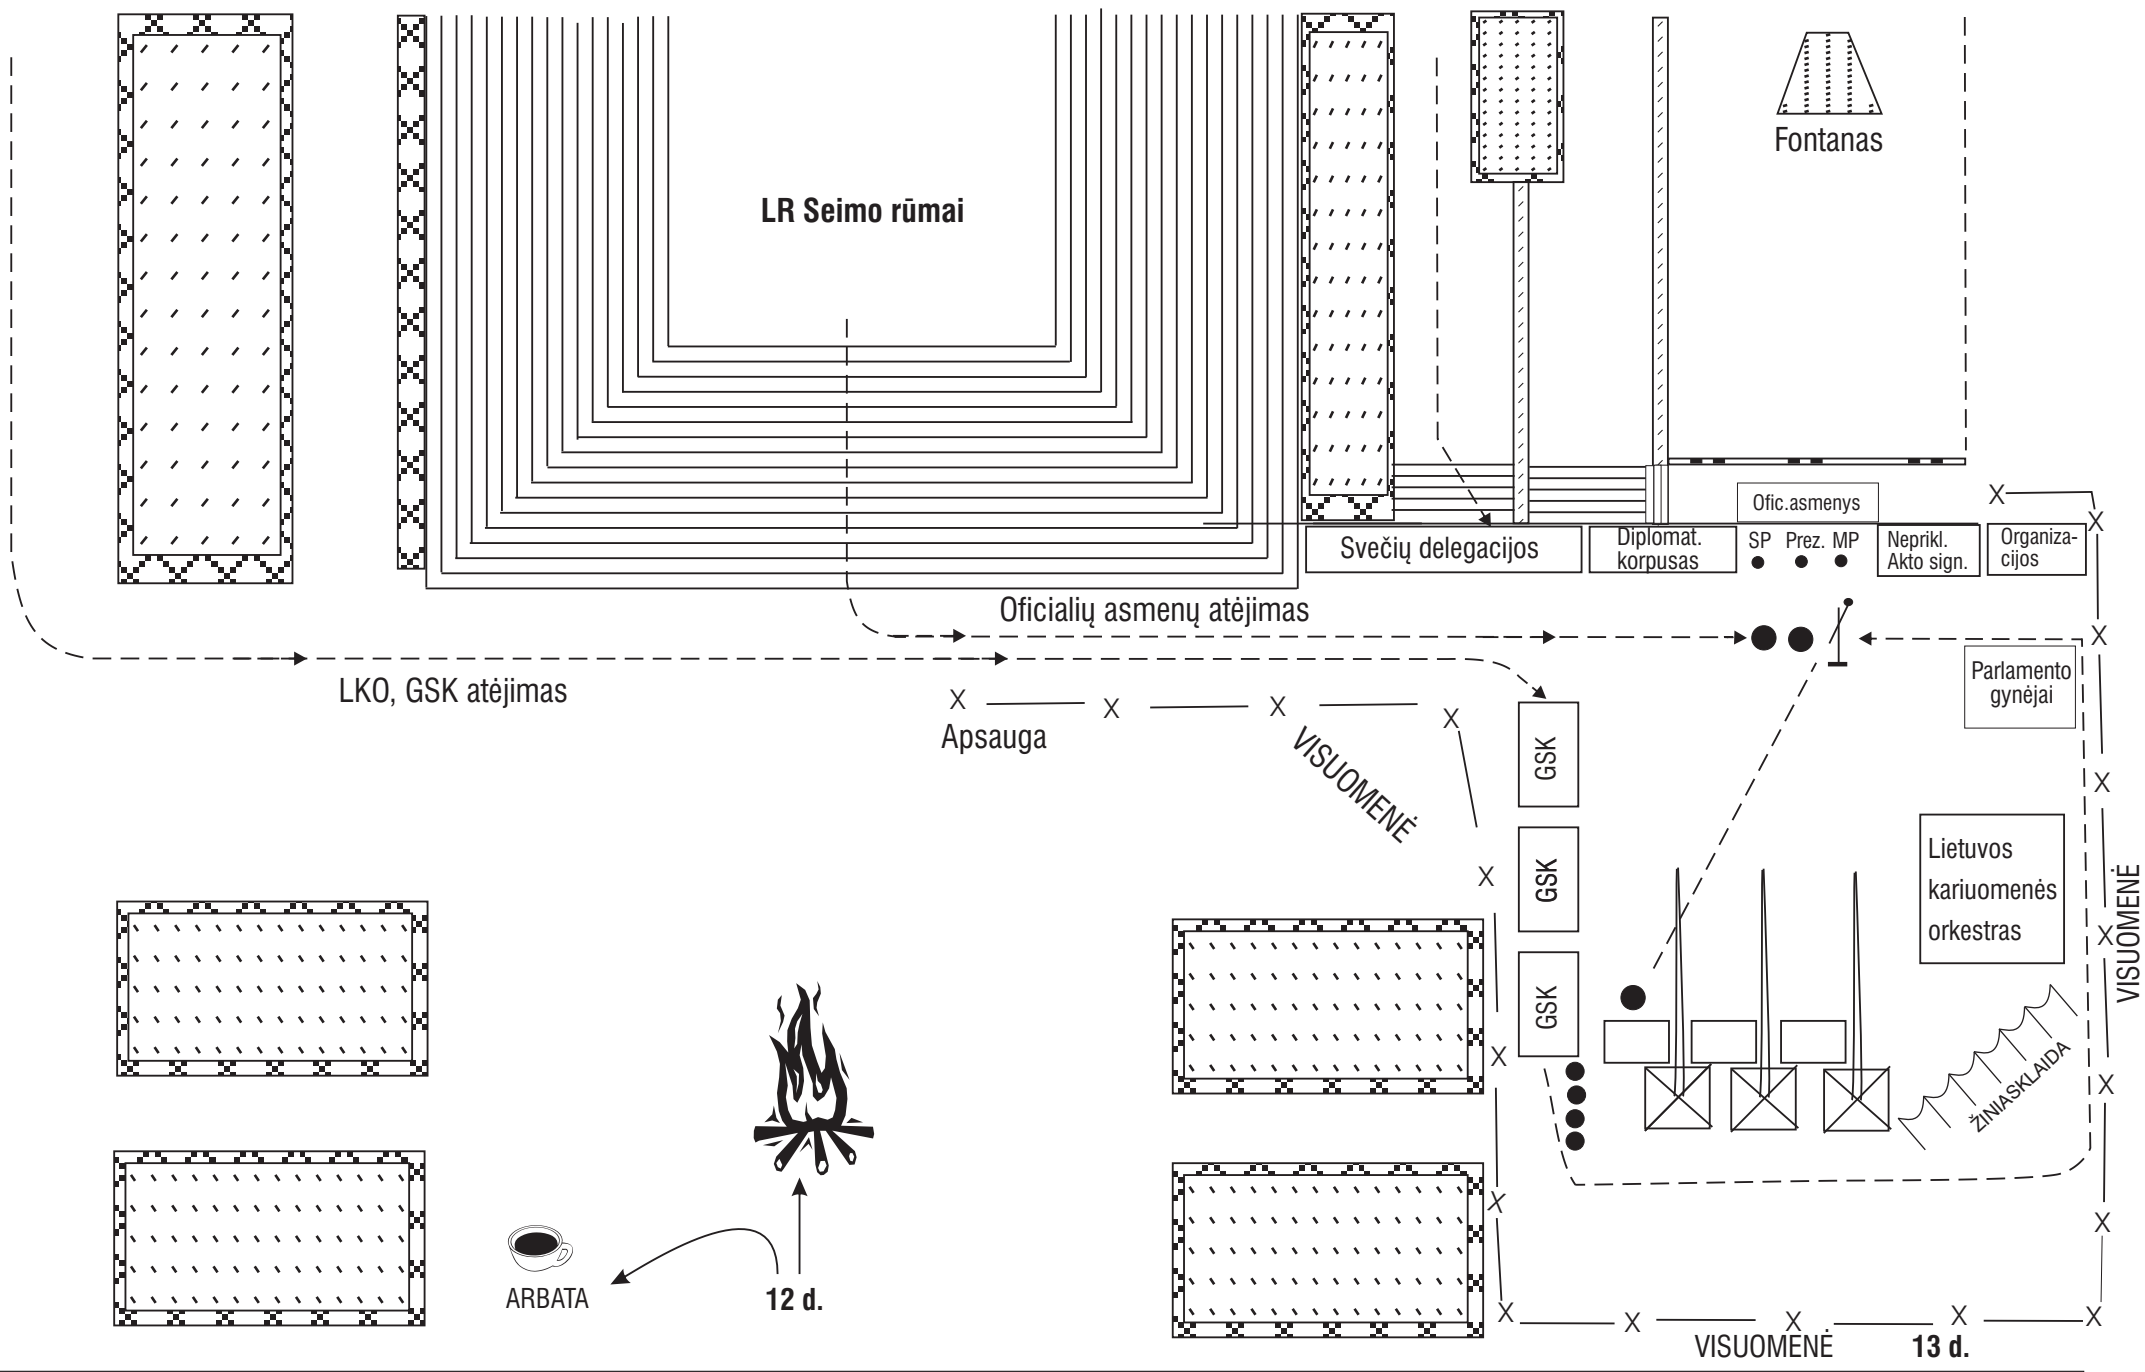 Fontanas
LR Seimo rūmai
Ofic.asmenys
Svečių delegacijos
Diplomat.
korpusas
SP
Prez.
MP
Neprikl.
Akto sign.
Organiza-
cijos
X
X
Oficialių asmenų atėjimas
X
LKO, GSK atėjimas
Parlamento
gynėjai
X
X
X
X
Apsauga
VISUOMENĖ
GSK
X
GSK
X
Lietuvos
kariuomenės
orkestras
X
VISUOMENĖ
GSK
X
ŽINIASKLAIDA
X
X
X
ARBATA
12 d.
X
X
X
X
X
VISUOMENĖ
13 d.